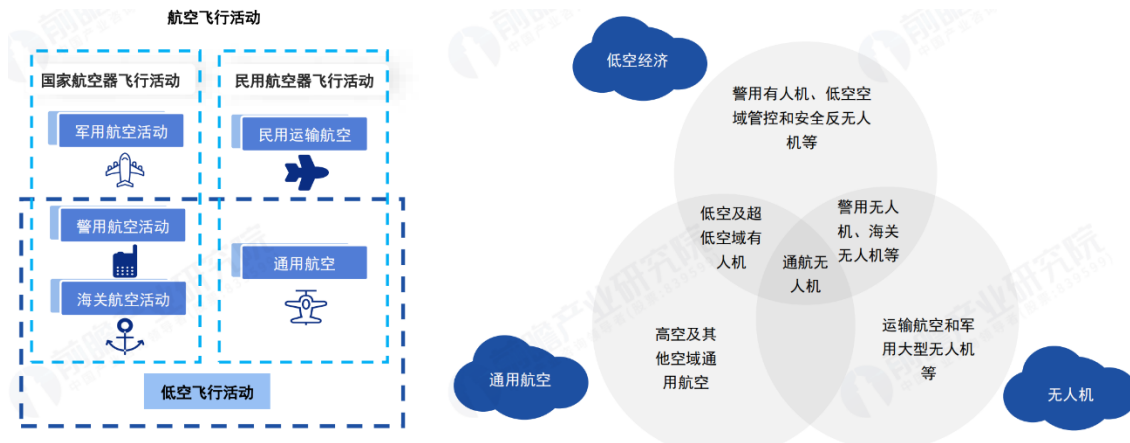 航空飞行活动
国家航空器飞行活动
民用航空器飞行活动
军用航空活动
民用运输航空
警用航空活动
通用航空
海关航空活动
低空飞行活动
低空经济
警用有人机、低空空
域管控和安全反无人
机等
低空及超
低空域有
人机
警用无人
机、海关
无人机等
通航无
人机
高空及其
他空域通
用航空
运输航空和军
用大型无人机
等
通用航空
无人机
前瞻产业研究院